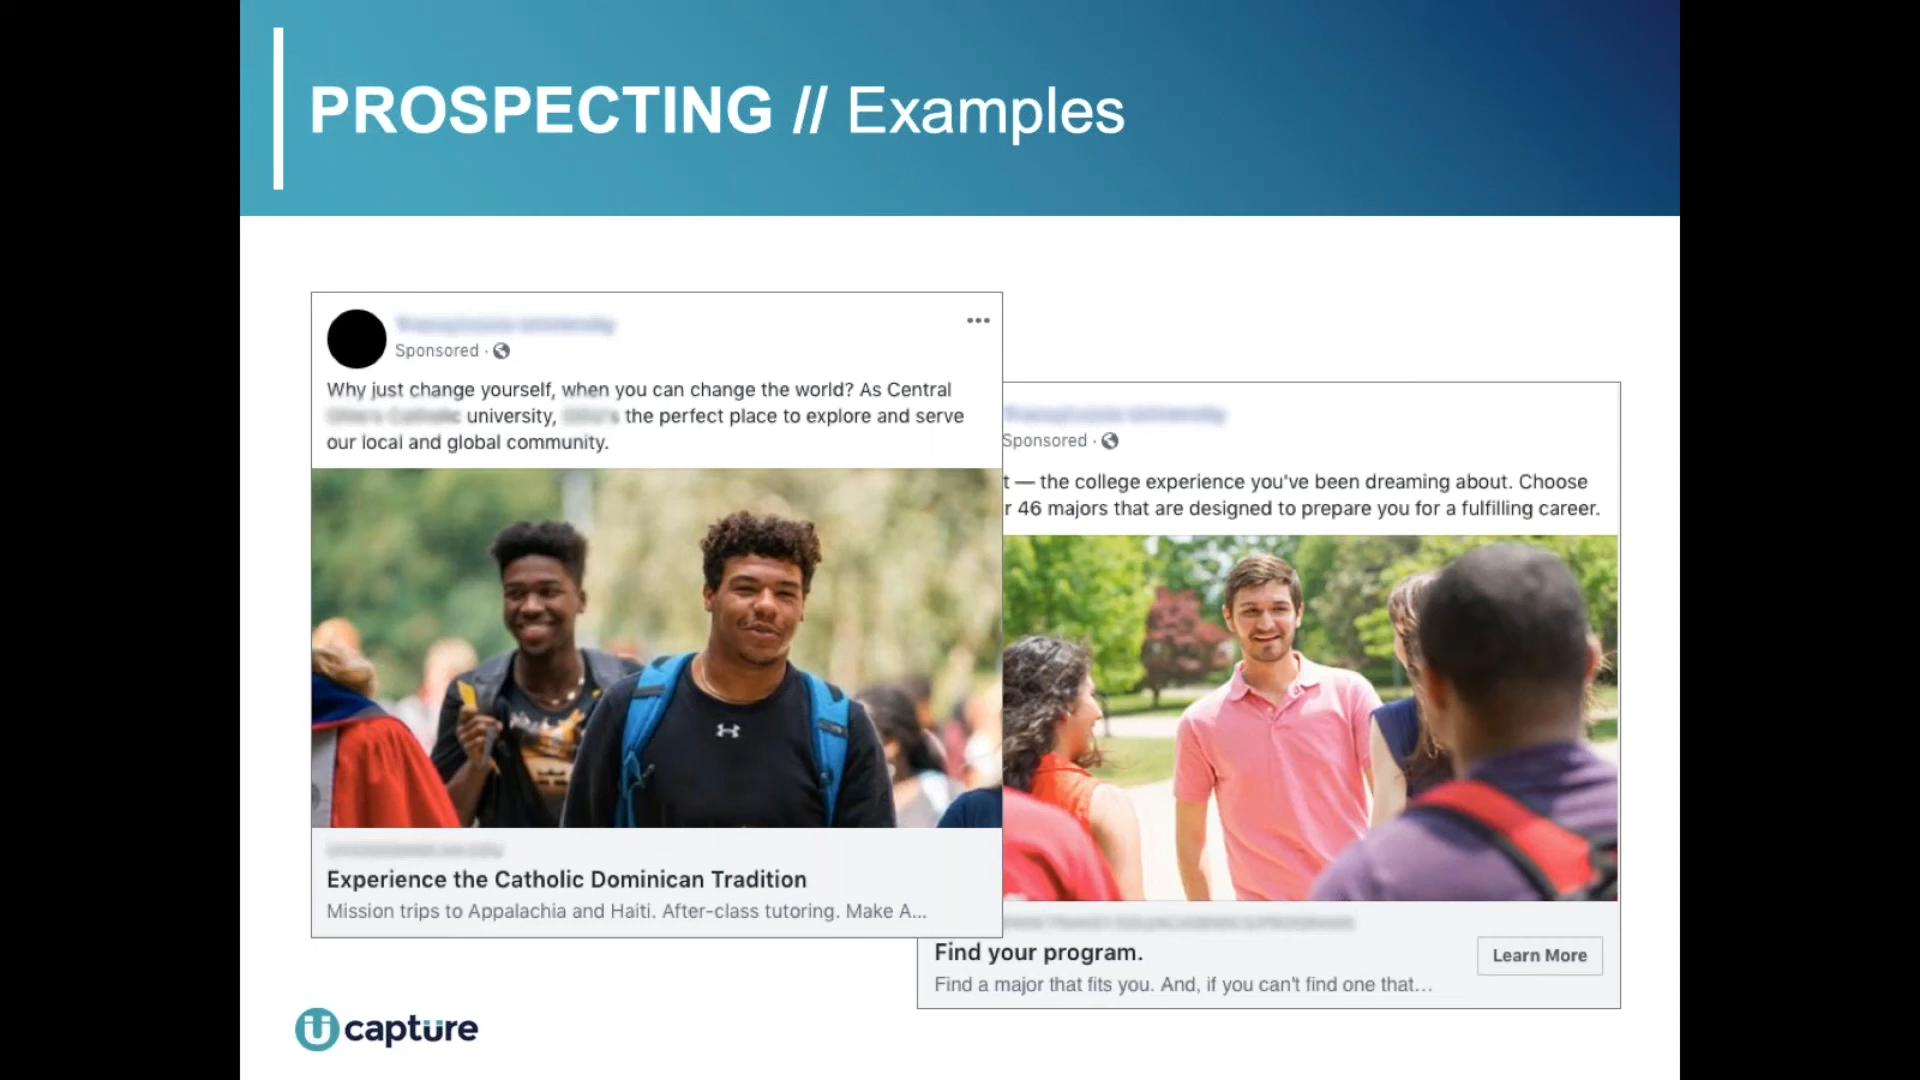 PROSPECTING // Examples
Sponsored ·
Why just change yourself, when you can change the world? As Central
university, the perfect place to explore and serve
our local and global community.
Experience the Catholic Dominican Tradition
Mission trips to Appalachia and Haiti. After-class tutoring. Make A...
Sponsored ·
t — the college experience you've been dreaming about. Choose
r 46 majors that are designed to prepare you for a fulfilling career.
Find your program.
Learn More
Find a major that fits you. And, if you can't find one that...
Ü captüre